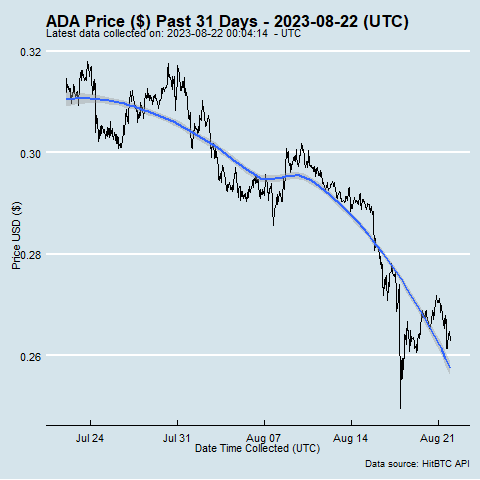 ADA Price ($) Past 31 Days - 2023-08-22 (UTC)
Latest data collected on: 2023-08-22 00:04:14 - UTC
0.32
0.30
0.28
0.26
Price USD ($)
Jul 24
Jul 31
Aug 07
Aug 14
Aug 21
Date Time Collected (UTC)
Data source: HitBTC API